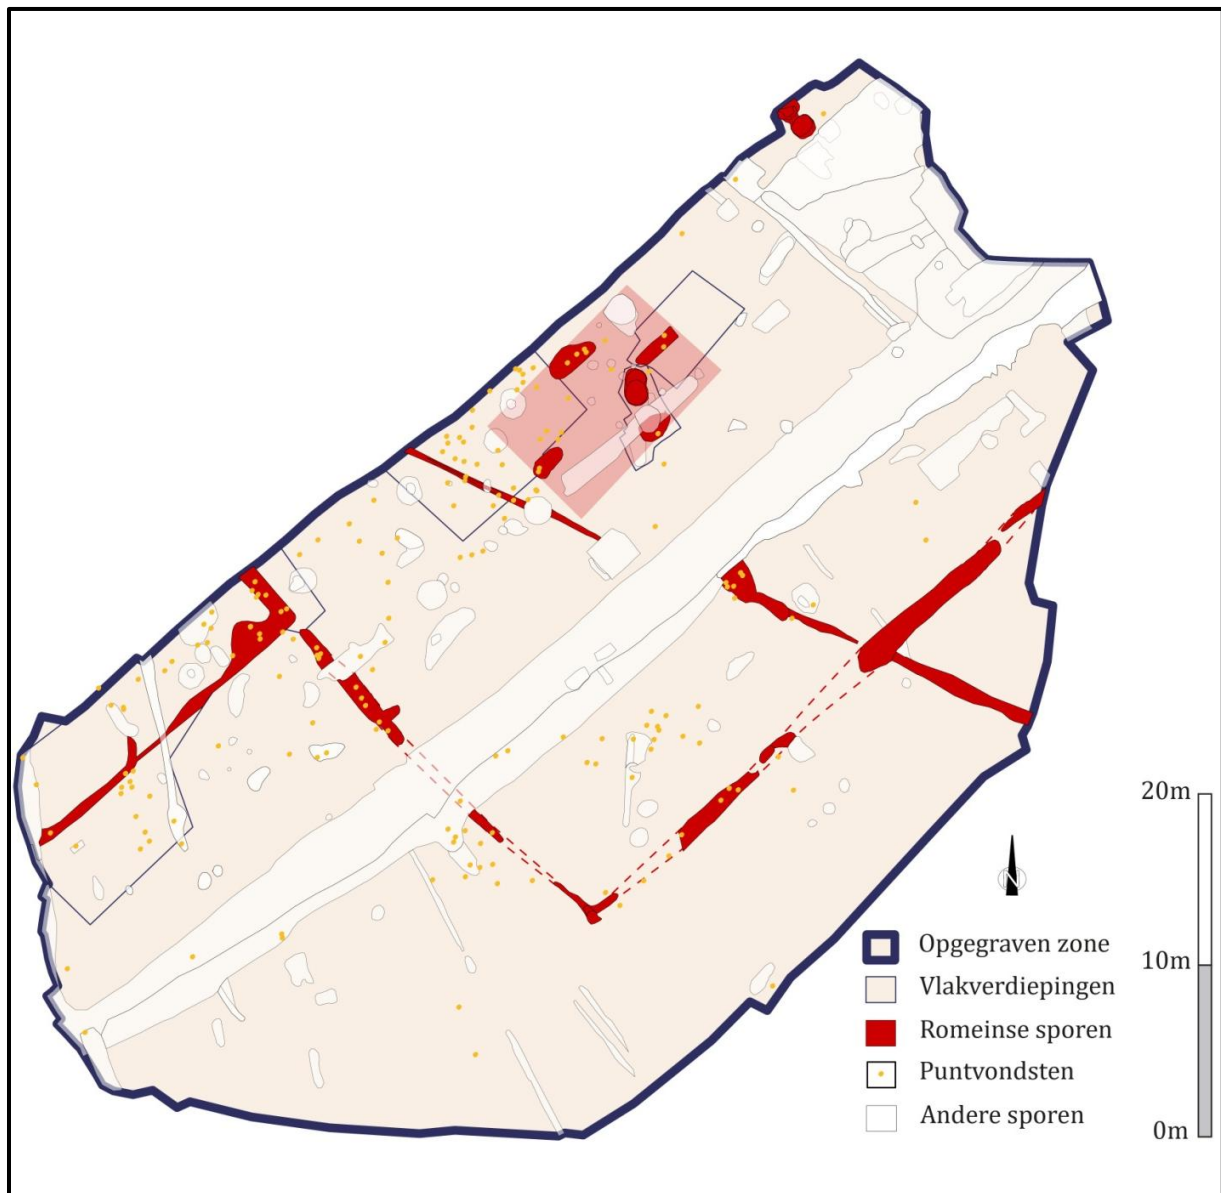 20m
10m
0m
N
Opgegraven zone
Vlakverdiepingen
Romeinse sporen
Puntvondsten
Andere sporen